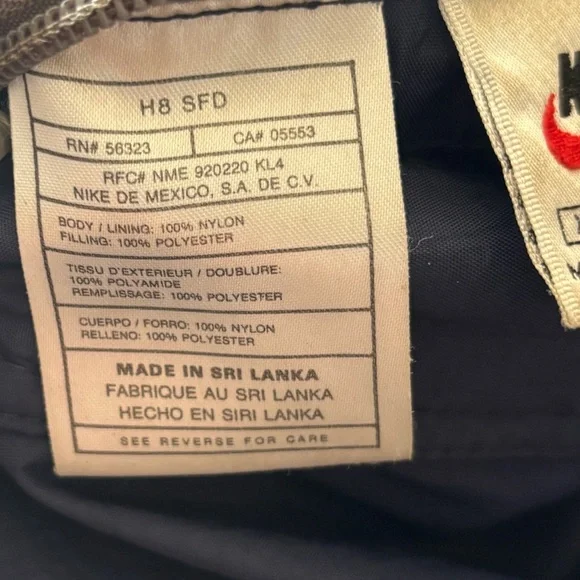 H8 SFD
RN# 56323 CA# 05553
RFC# NME 920220 KL4
NIKE DE MEXICO, S.A. DE C.V.
BODY / LINING: 100% NYLON
FILLING: 100% POLYESTER
TISSU D'EXTERIEUR / DOUBLURE:
100% POLYAMIDE
REMPLISSAGE: 100% POLYESTER
CUERPO / FORRO: 100% NYLON
RELLENO: 100% POLYESTER
MADE IN SRI LANKA
FABRIQUE AU SRI LANKA
HECHO EN SIRI LANKA
SEE REVERSE FOR CARE